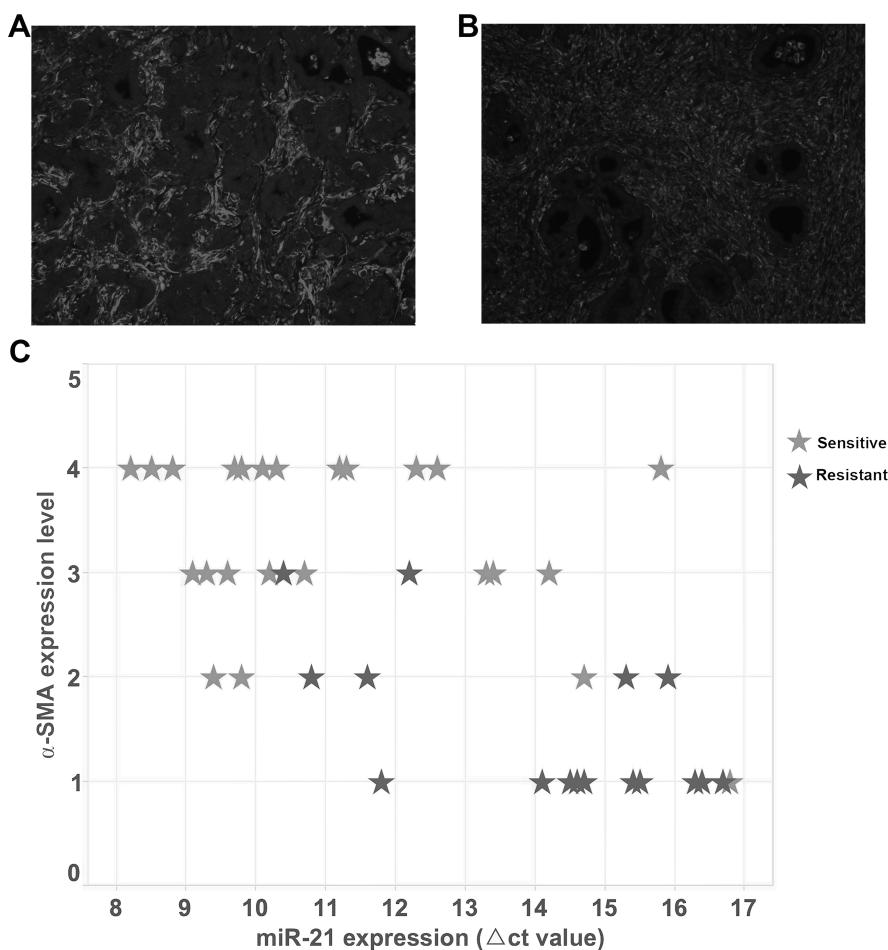 A
B
C
5
4
3
2
1
0
α-SMA expression level
8 9 10 11 12 13 14 15 16 17
miR-21 expression (△ct value)
Sensitive
Resistant